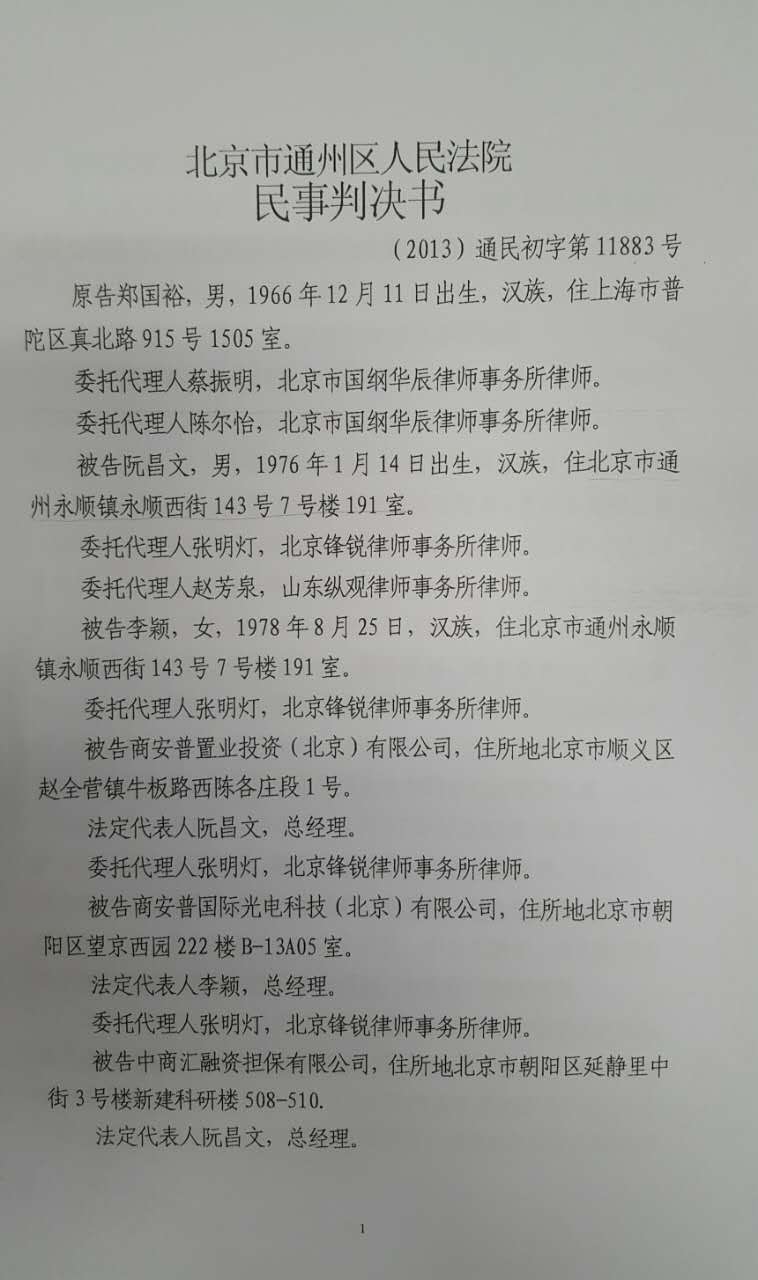 北京市通州区人民法院
民事判决书
（2013）通民初字第11883号
原告郑国裕，男，1966年12月11日出生，汉族，住上海市普
陀区真北路915号1505室。
委托代理人蔡振明，北京市国纲华辰律师事务所律师。
委托代理人陈尔怡，北京市国纲华辰律师事务所律师。
被告阮昌文，男，1976年1月14日出生，汉族，住北京市通
州永顺镇永顺西街143号7号楼191室。
委托代理人张明灯，北京锋锐律师事务所律师。
委托代理人赵芳泉，山东纵观律师事务所律师。
被告李颖，女，1978年8月25日，汉族，住北京市通州永顺
镇永顺西街143号7号楼191室。
委托代理人张明灯，北京锋锐律师事务所律师。
被告商安普置业投资（北京）有限公司，住所地北京市顺义区
赵全营镇牛板路西陈各庄段1号。
法定代表人阮昌文，总经理。
委托代理人张明灯，北京锋锐律师事务所律师。
被告商安普国际光电科技（北京）有限公司，住所地北京市朝
阳区望京西园222楼B-13A05室。
法定代表人李颖，总经理。
委托代理人张明灯，北京锋锐律师事务所律师。
被告中商汇融资担保有限公司，住所地北京市朝阳区延静里中
街3号楼新建科研楼508-510.
法定代表人阮昌文，总经理。
1